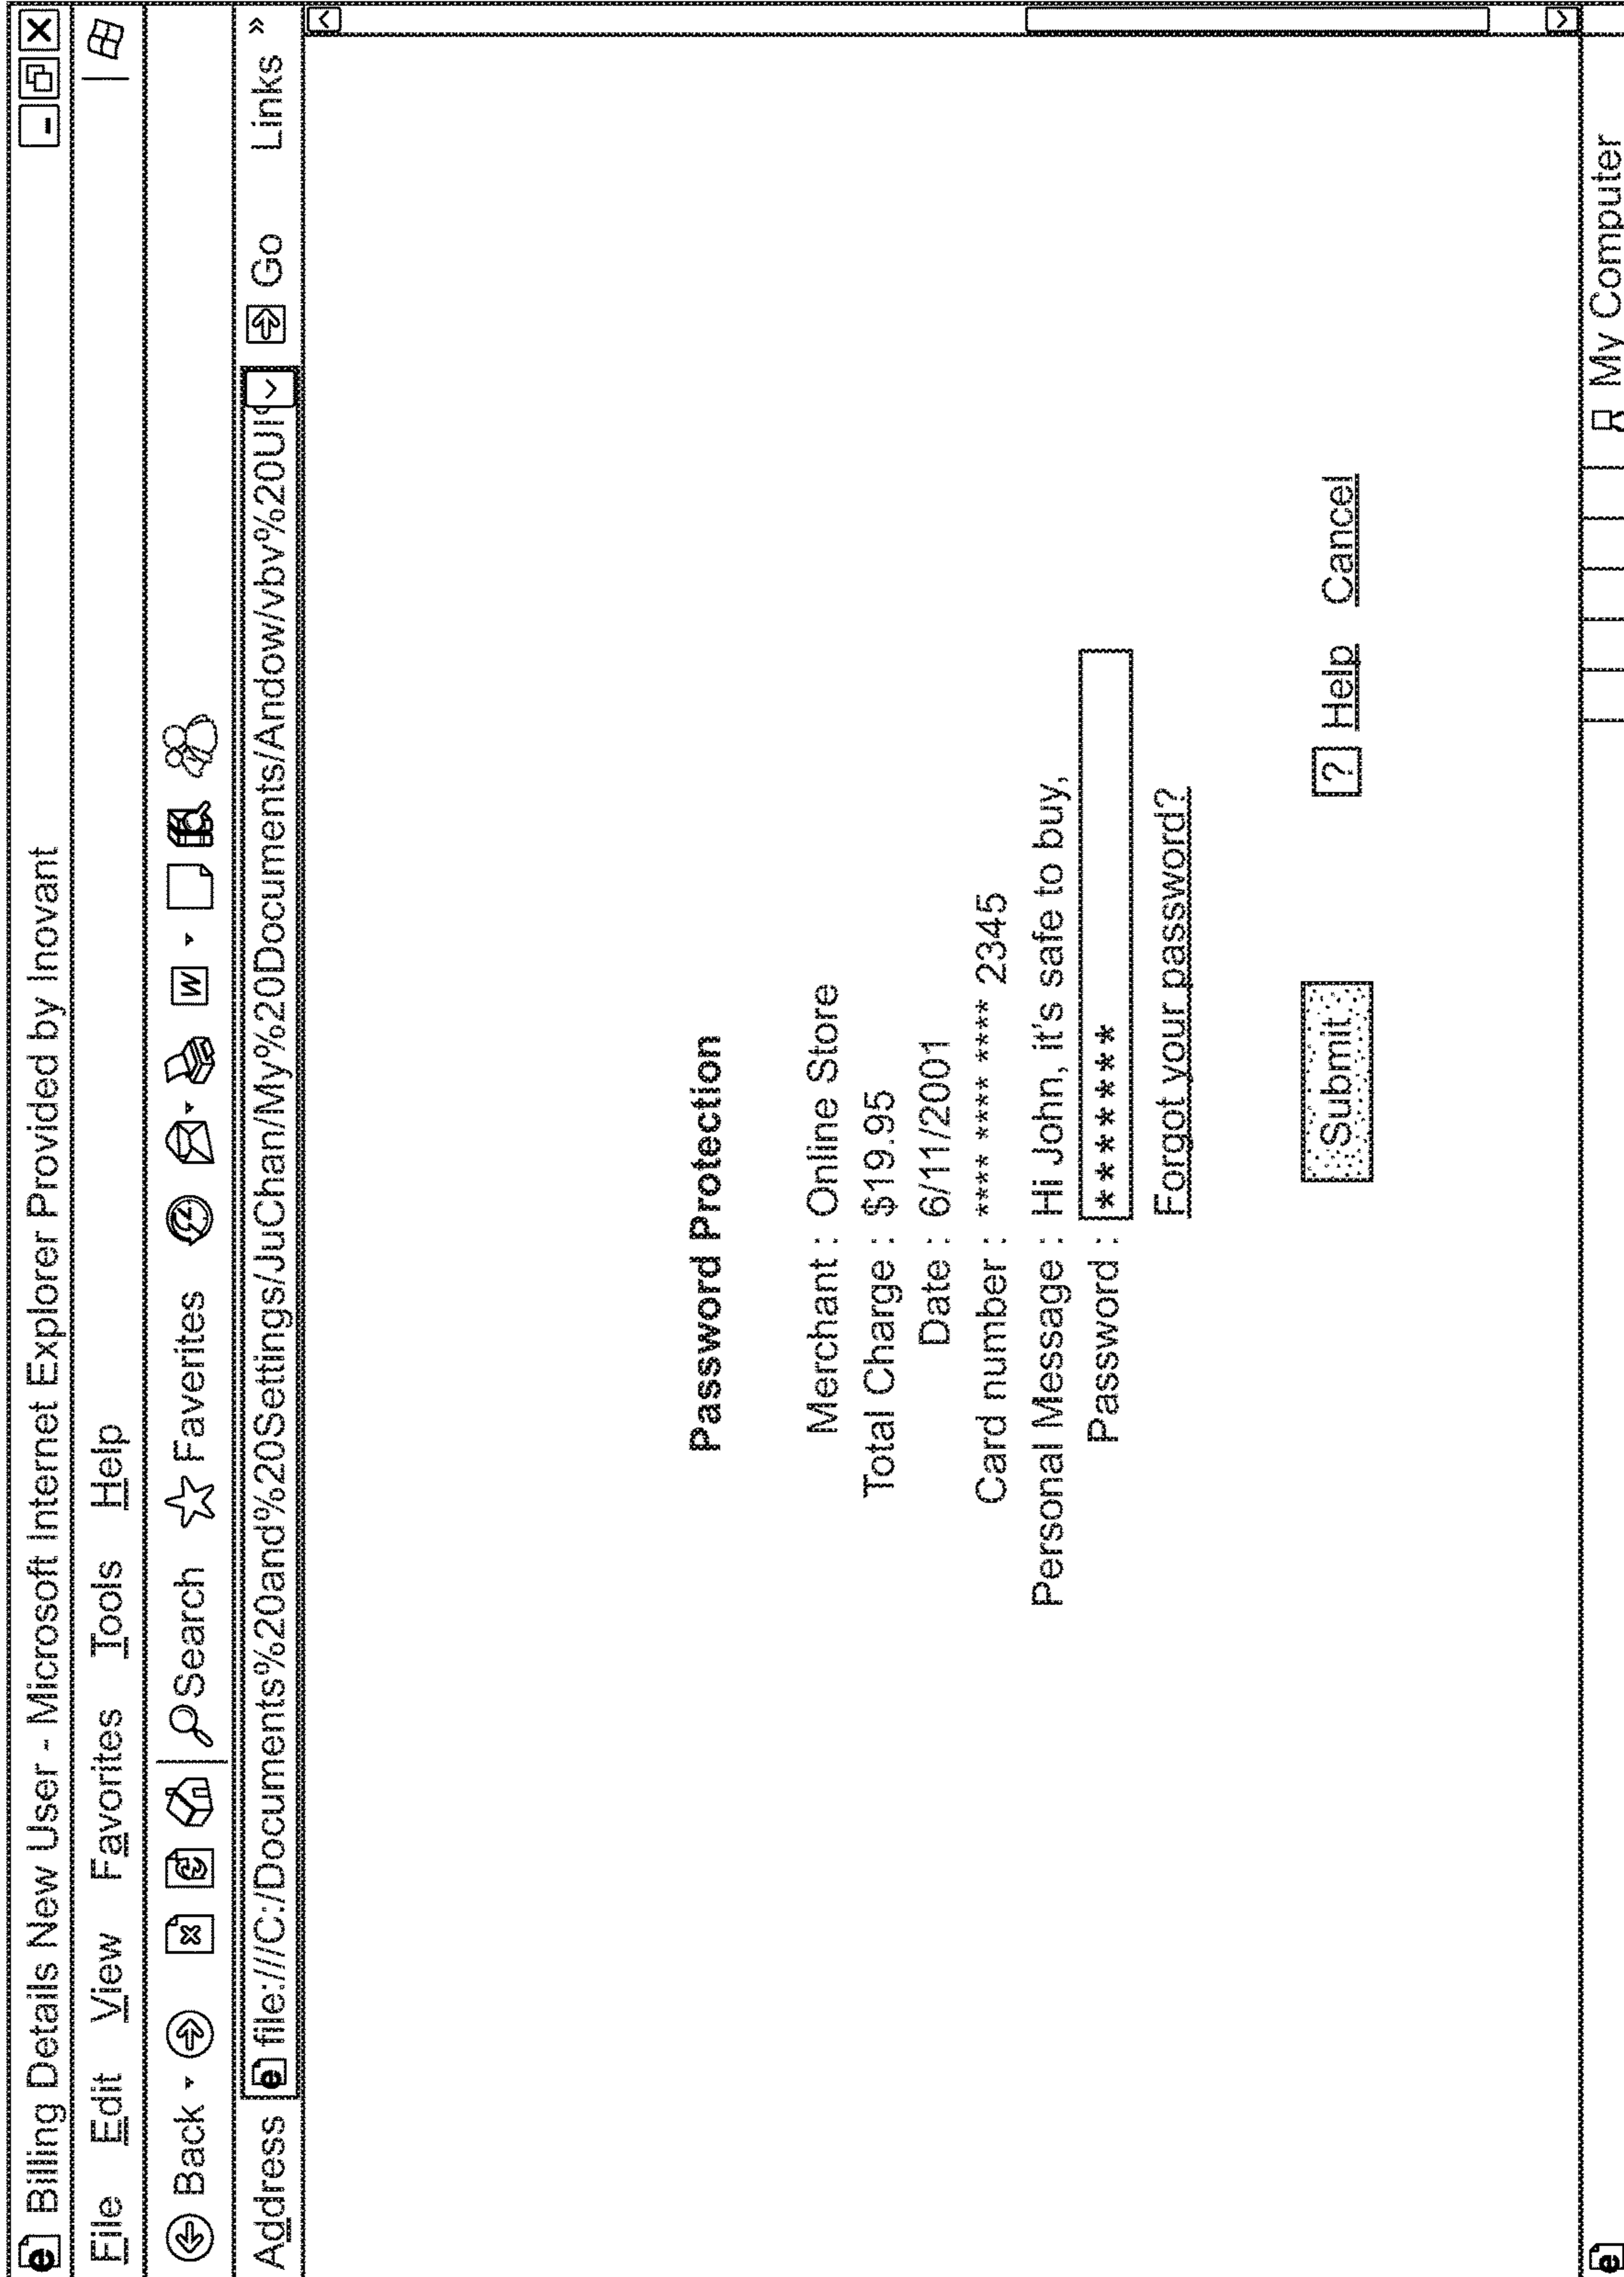 Billing Details New User - Microsoft Internet Explorer Provided by Inovant
File Edit View Favorites Tools Help
Back Search Faverites W
Address file:///C:/Documents%20and%20Settings/JuChan/My%20Documents/Andow/vbv%20UI Go Links »
Password Protection
Merchant : Online Store
Total Charge : $19.95
Date : 6/11/2001
Card number : **** **** **** 2345
Personal Message : Hi John, it's safe to buy,
Password : *******
Forgot your password?
Submit ? Help Cancel
My Computer